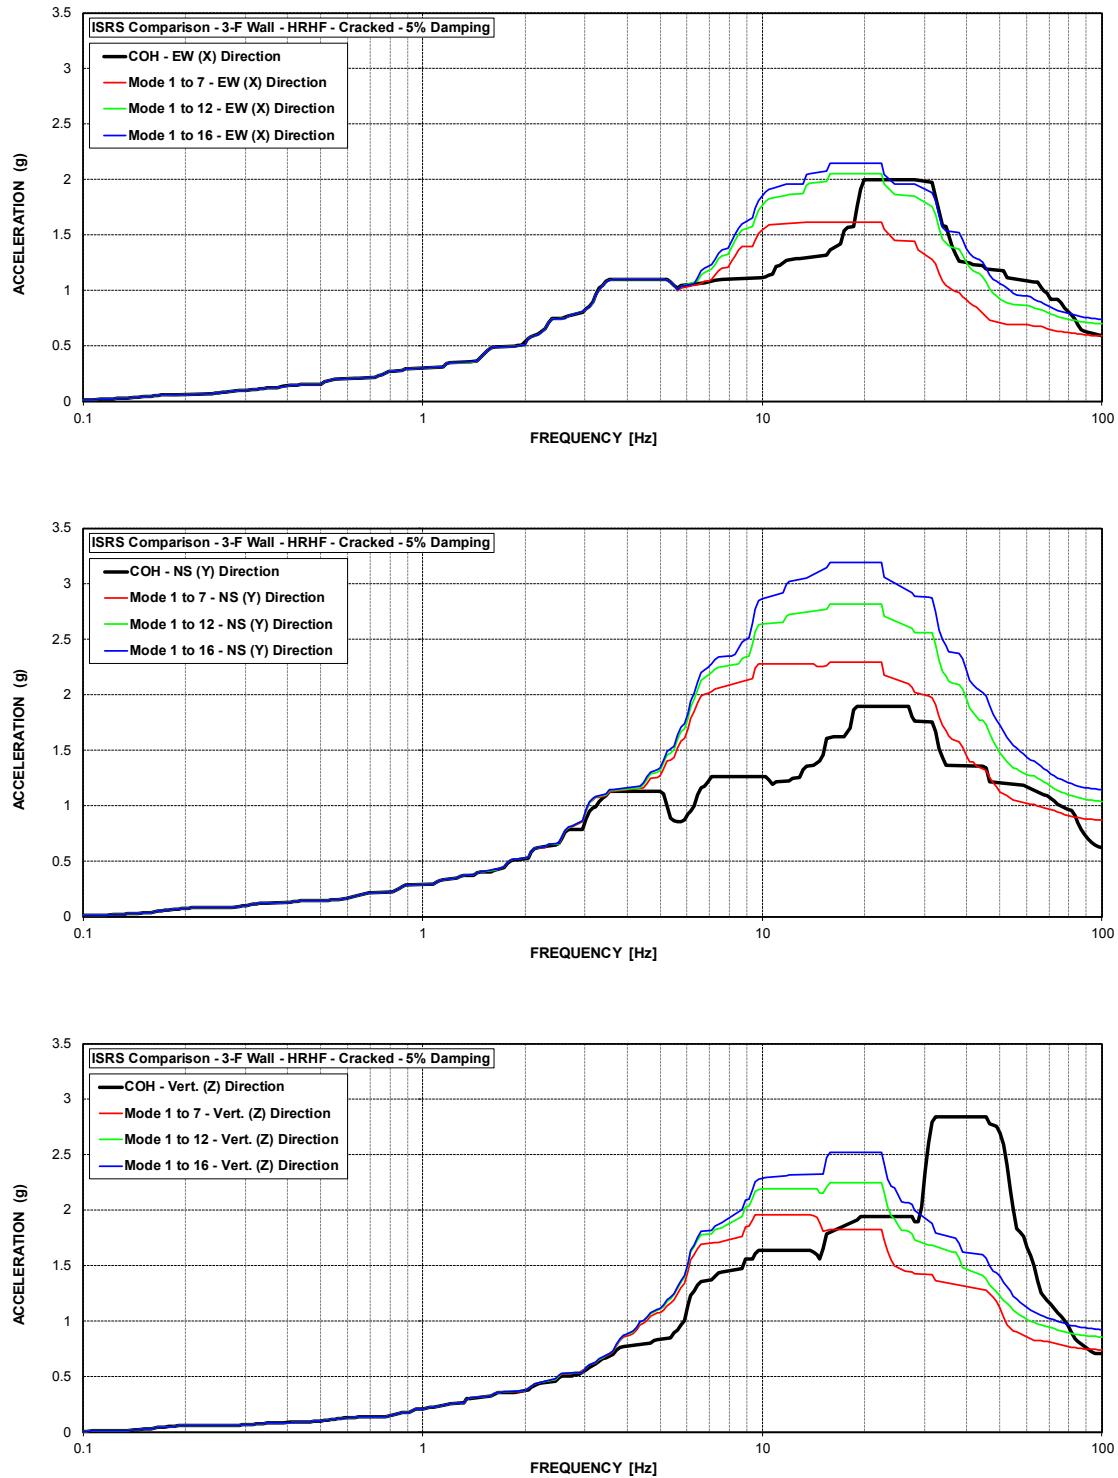 ISRS Comparison - 3-F Wall - HRHF - Cracked - 5% Damping
COH - EW (X) Direction
Mode 1 to 7 - EW (X) Direction
Mode 1 to 12 - EW (X) Direction
Mode 1 to 16 - EW (X) Direction
ACCELERATION (g)
3.5
3
2.5
2
1.5
1
0.5
0
0.1
1
10
100
FREQUENCY [Hz]
ISRS Comparison - 3-F Wall - HRHF - Cracked - 5% Damping
COH - NS (Y) Direction
Mode 1 to 7 - NS (Y) Direction
Mode 1 to 12 - NS (Y) Direction
Mode 1 to 16 - NS (Y) Direction
ACCELERATION (g)
3.5
3
2.5
2
1.5
1
0.5
0
0.1
1
10
100
FREQUENCY [Hz]
ISRS Comparison - 3-F Wall - HRHF - Cracked - 5% Damping
COH - Vert. (Z) Direction
Mode 1 to 7 - Vert. (Z) Direction
Mode 1 to 12 - Vert. (Z) Direction
Mode 1 to 16 - Vert. (Z) Direction
ACCELERATION (g)
3.5
3
2.5
2
1.5
1
0.5
0
0.1
1
10
100
FREQUENCY [Hz]